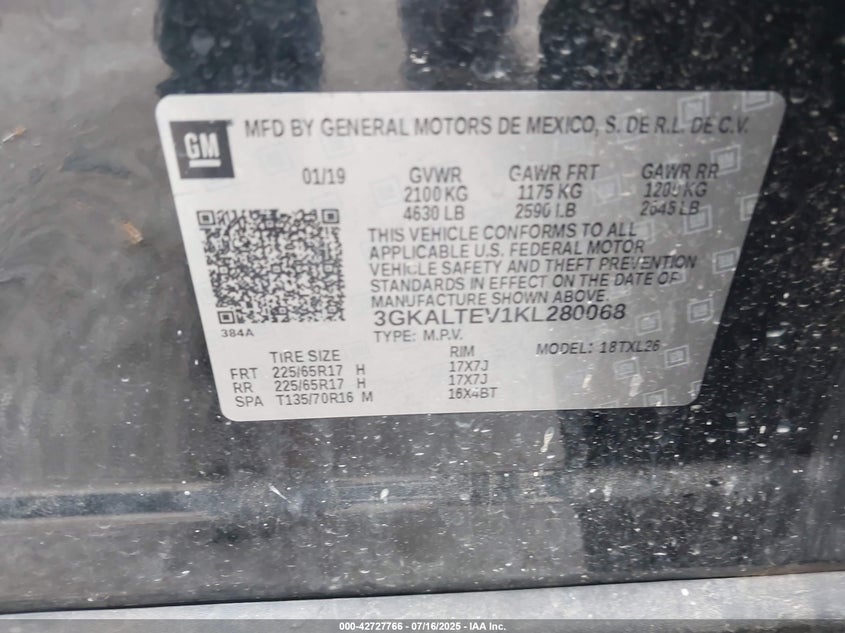 GM
MFD BY GENERAL MOTORS DE MEXICO, S. DE R.L. DE C.V.
01/19 GVWR GAWR FRT GAWR RR
2100 KG 1175 KG 1200 KG
4630 LB 2590 LB 2645 LB
THIS VEHICLE CONFORMS TO ALL
APPLICABLE U.S. FEDERAL MOTOR
VEHICLE SAFETY AND THEFT PREVENTION
STANDARDS IN EFFECT ON THE DATE OF
MANUFACTURE SHOWN ABOVE.
384A
3GKALTEV1KL280068
TYPE: M.P.V. MODEL: 18TXL26
TIRE SIZE RIM
FRT 225/65R17 H 17X7J
RR 225/65R17 H 17X7J
SPA T135/70R16 M 16X4BT
000-42727766 - 07/16/2025 - IAA Inc.